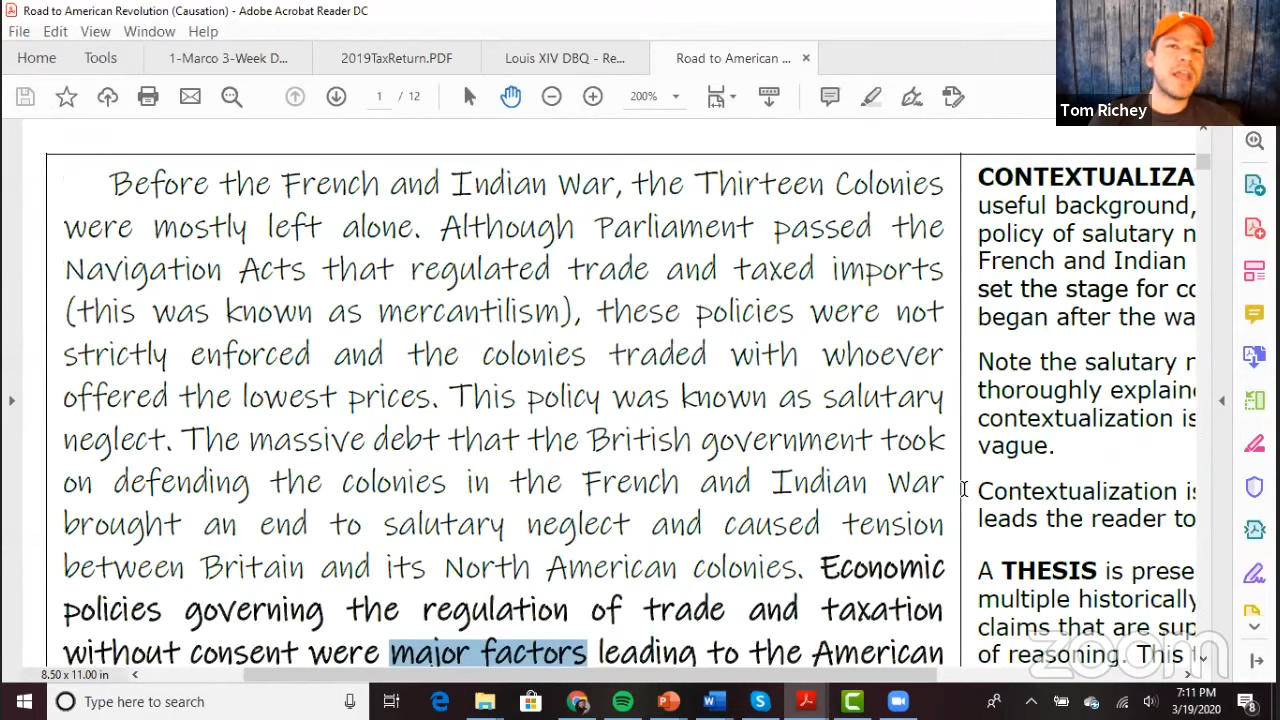 Road to American Revolution (Causation) - Adobe Acrobat Reader DC
File Edit View Window Help
Home Tools 1-Marco 3-Week D... 2019TaxReturn.PDF Louis XIV DBQ - Re... Road to American ... ×
1 / 12 200%
Tom Richey
Before the French and Indian War, the Thirteen Colonies
were mostly left alone. Although Parliament passed the
Navigation Acts that regulated trade and taxed imports
(this was known as mercantilism), these policies were not
strictly enforced and the colonies traded with whoever
offered the lowest prices. This policy was known as salutary
neglect. The massive debt that the British government took
on defending the colonies in the French and Indian War
brought an end to salutary neglect and caused tension
between Britain and its North American colonies. Economic
policies governing the regulation of trade and taxation
without consent were major factors leading to the American
CONTEXTUALIZA
useful background,
policy of salutary n
French and Indian
set the stage for co
began after the wa
Note the salutary n
thoroughly explaine
contextualization is
vague.
Contextualization is
leads the reader to
A THESIS is prese
multiple historically
claims that are sup
of reasoning. This t
zoom
8.50 x 11.00 in
Type here to search
7:11 PM
3/19/2020
8